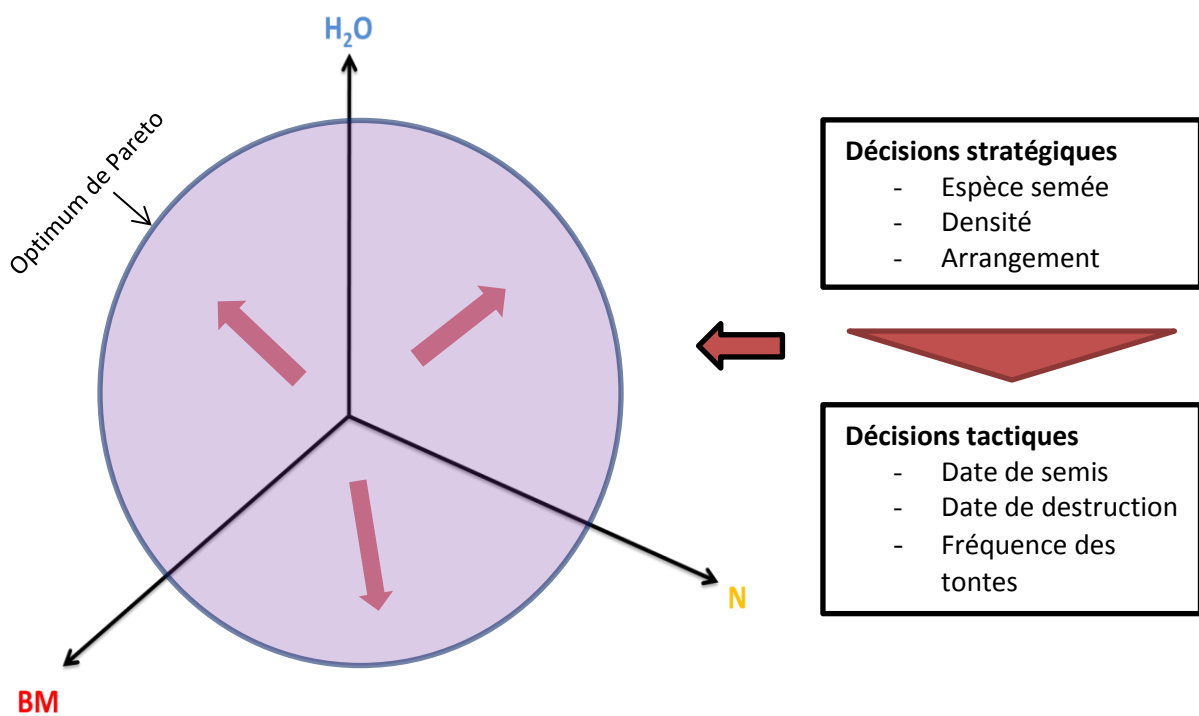 H₂O
Optimum de Pareto
N
BM
Décisions stratégiques
- Espèce semée
- Densité
- Arrangement
Décisions tactiques
- Date de semis
- Date de destruction
- Fréquence des
tontes